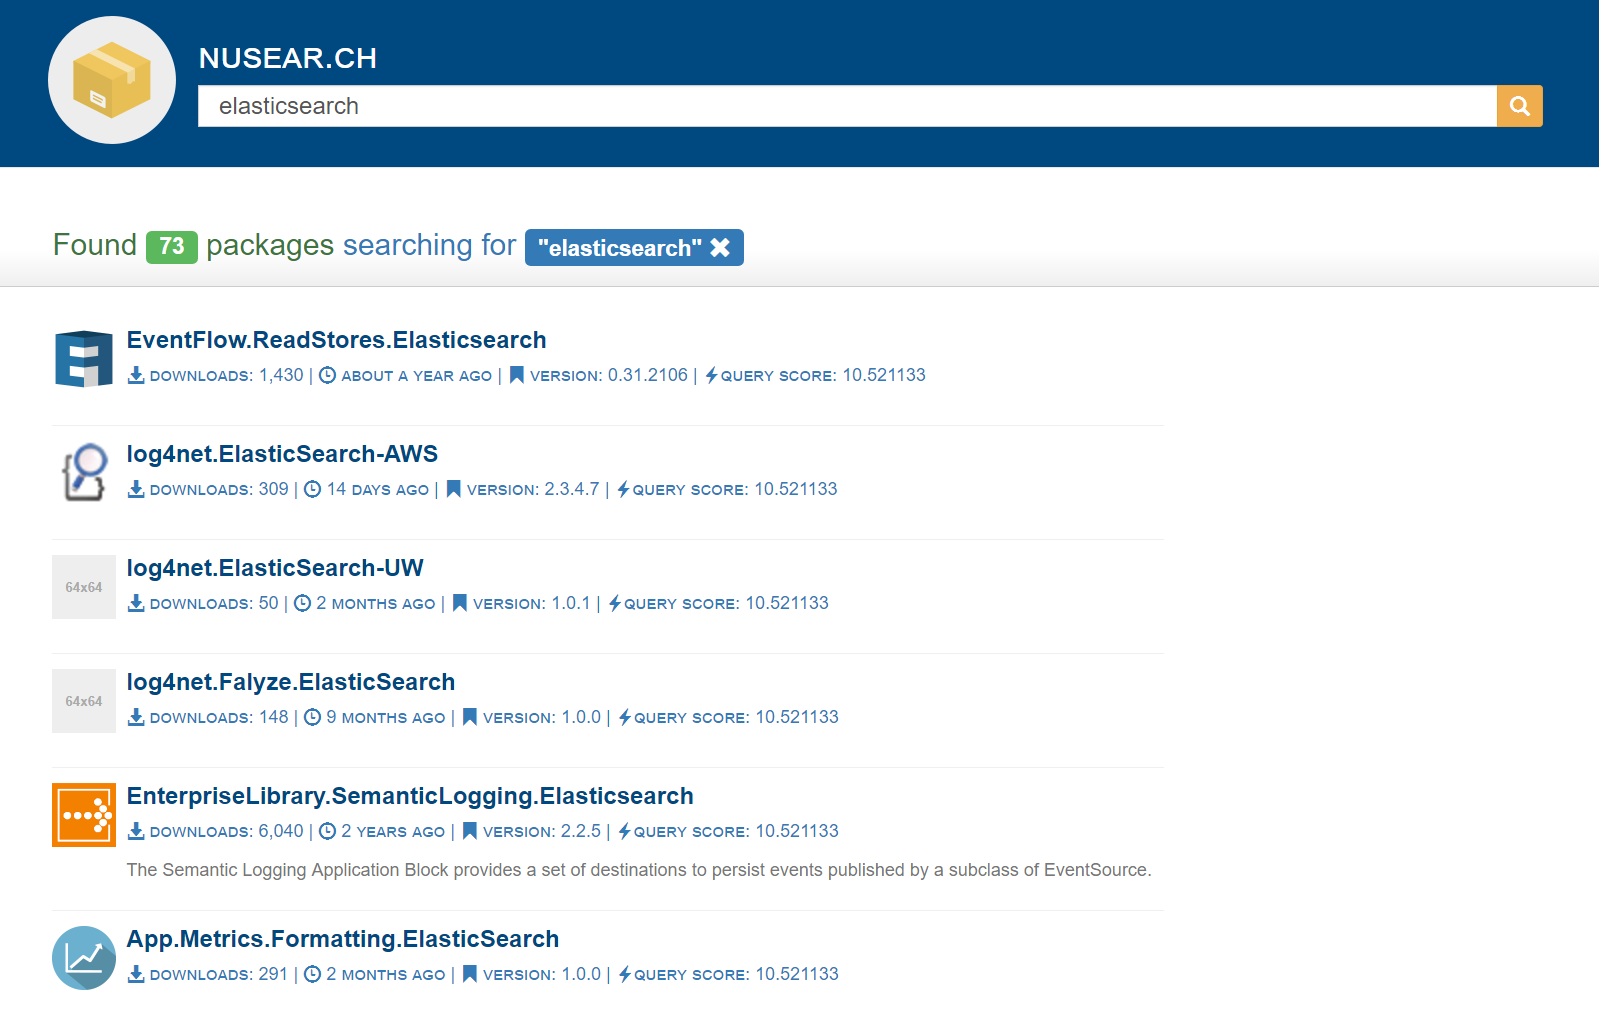 NUSEAR.CH
elasticsearch
Found 73 packages searching for "elasticsearch" ✖
EventFlow.ReadStores.Elasticsearch
DOWNLOADS: 1,430 | ABOUT A YEAR AGO | VERSION: 0.31.2106 | QUERY SCORE: 10.521133
log4net.ElasticSearch-AWS
DOWNLOADS: 309 | 14 DAYS AGO | VERSION: 2.3.4.7 | QUERY SCORE: 10.521133
64x64
log4net.ElasticSearch-UW
DOWNLOADS: 50 | 2 MONTHS AGO | VERSION: 1.0.1 | QUERY SCORE: 10.521133
64x64
log4net.Falyze.ElasticSearch
DOWNLOADS: 148 | 9 MONTHS AGO | VERSION: 1.0.0 | QUERY SCORE: 10.521133
EnterpriseLibrary.SemanticLogging.Elasticsearch
DOWNLOADS: 6,040 | 2 YEARS AGO | VERSION: 2.2.5 | QUERY SCORE: 10.521133
The Semantic Logging Application Block provides a set of destinations to persist events published by a subclass of EventSource.
App.Metrics.Formatting.ElasticSearch
DOWNLOADS: 291 | 2 MONTHS AGO | VERSION: 1.0.0 | QUERY SCORE: 10.521133